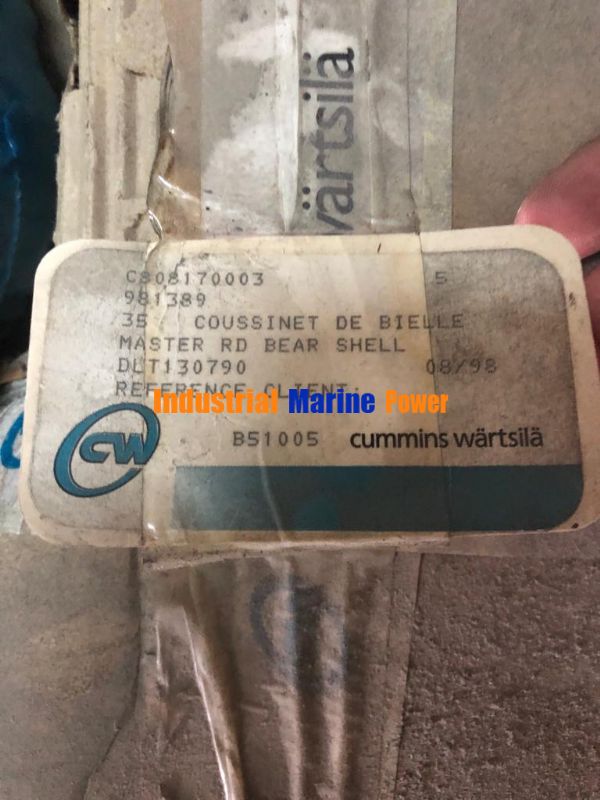 wärtsilä
C808170003 5
981389
35 COUSSINET DE BIELLE
MASTER RD BEAR SHELL
DLT130790 08/98
REFERENCE CLIENT:
Industrial Marine Power
CW B51005 cummins wärtsilä